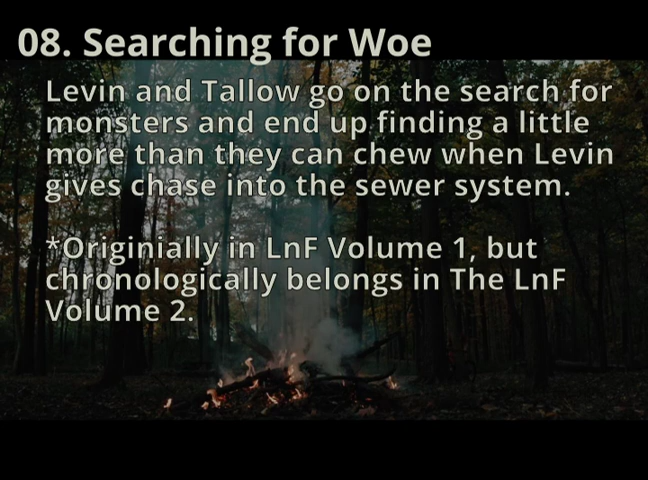 08. Searching for Woe
Levin and Tallow go on the search for
monsters and end up finding a little
more than they can chew when Levin
gives chase into the sewer system.
*Originially in LnF Volume 1, but
chronologically belongs in The LnF
Volume 2.